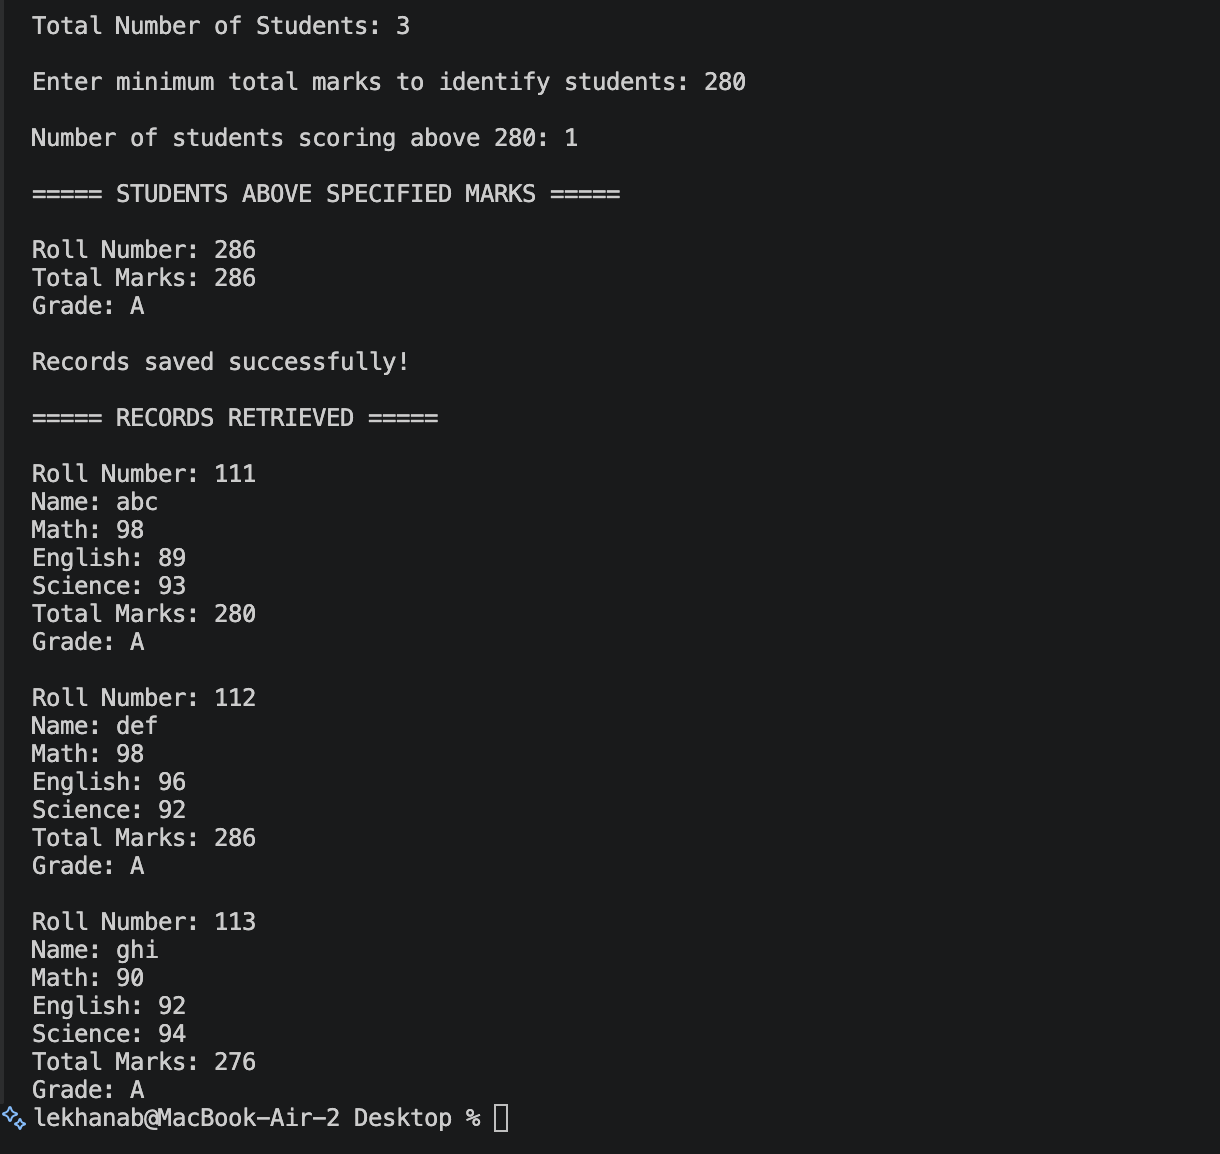 Total Number of Students: 3
Enter minimum total marks to identify students: 280
Number of students scoring above 280: 1
===== STUDENTS ABOVE SPECIFIED MARKS =====
Roll Number: 286
Total Marks: 286
Grade: A
Records saved successfully!
===== RECORDS RETRIEVED =====
Roll Number: 111
Name: abc
Math: 98
English: 89
Science: 93
Total Marks: 280
Grade: A
Roll Number: 112
Name: def
Math: 98
English: 96
Science: 92
Total Marks: 286
Grade: A
Roll Number: 113
Name: ghi
Math: 90
English: 92
Science: 94
Total Marks: 276
Grade: A
lekhanab@MacBook-Air-2 Desktop %